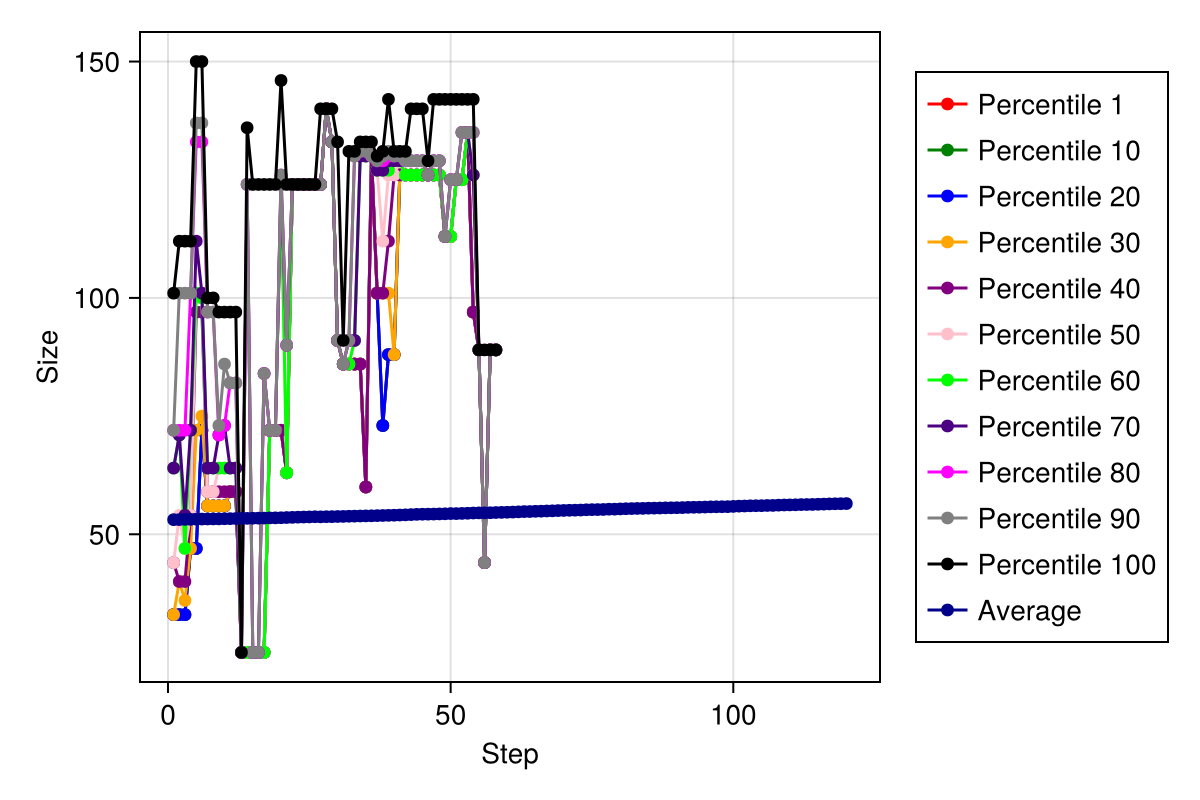 150
100
50
Size
0
50
100
Step
Percentile 1
Percentile 10
Percentile 20
Percentile 30
Percentile 40
Percentile 50
Percentile 60
Percentile 70
Percentile 80
Percentile 90
Percentile 100
Average